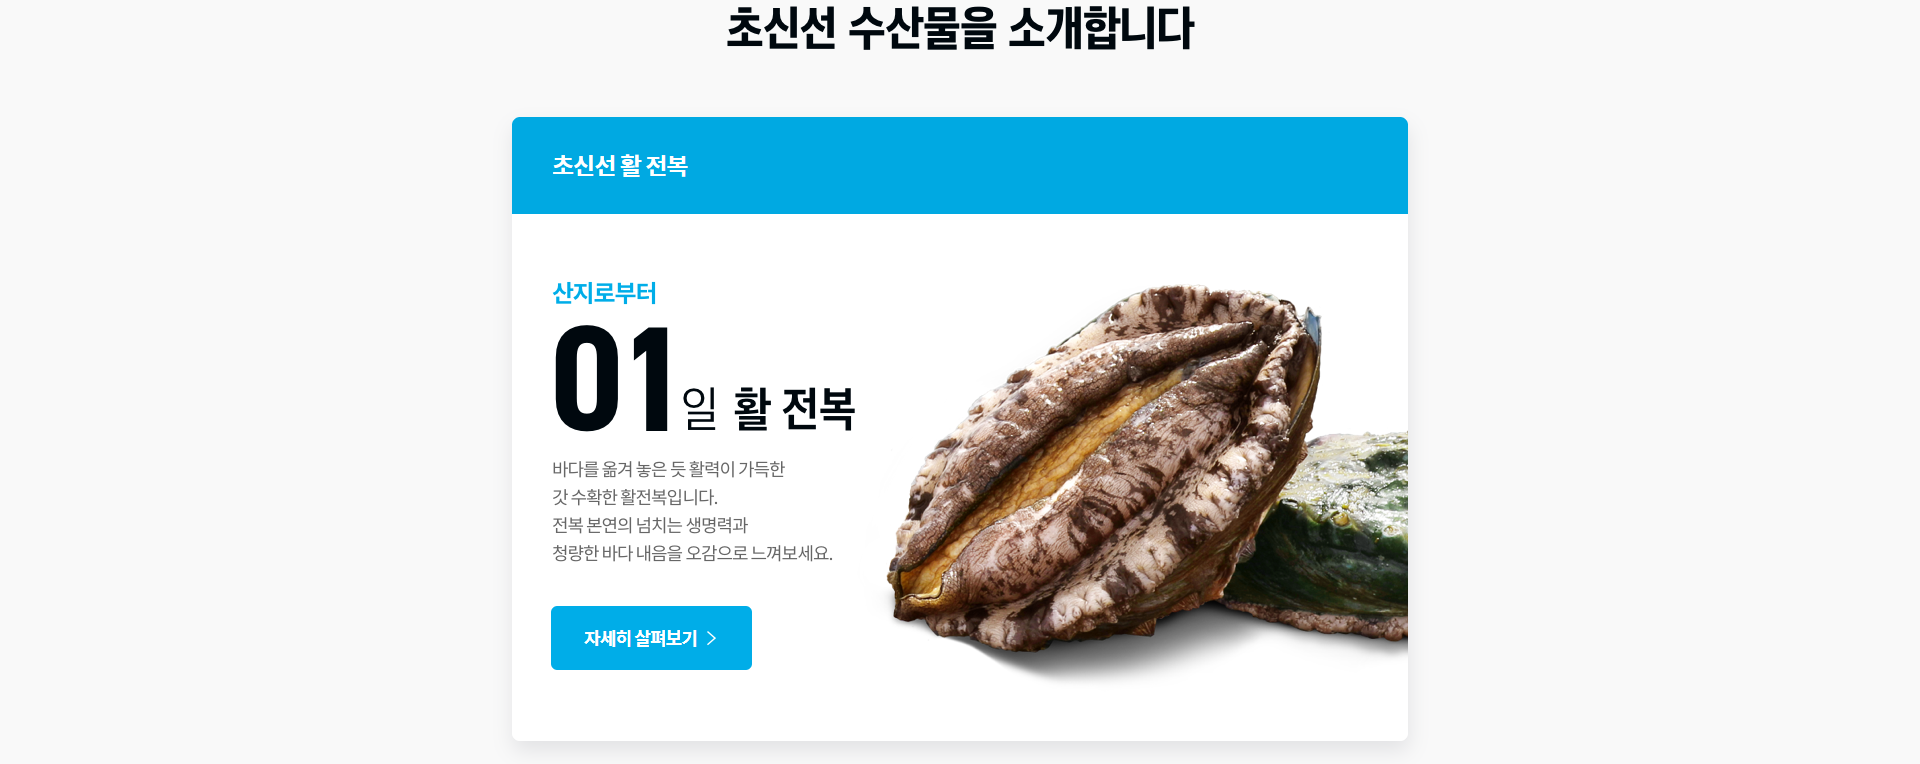 초신선 수산물을 소개합니다
초신선 활 전복
산지로부터
01일 활 전복
바다를 옮겨 놓은 듯 활력이 가득한
갓 수확한 활전복입니다.
전복 본연의 넘치는 생명력과
청량한 바다 내음을 오감으로 느껴보세요.
자세히 살펴보기 >